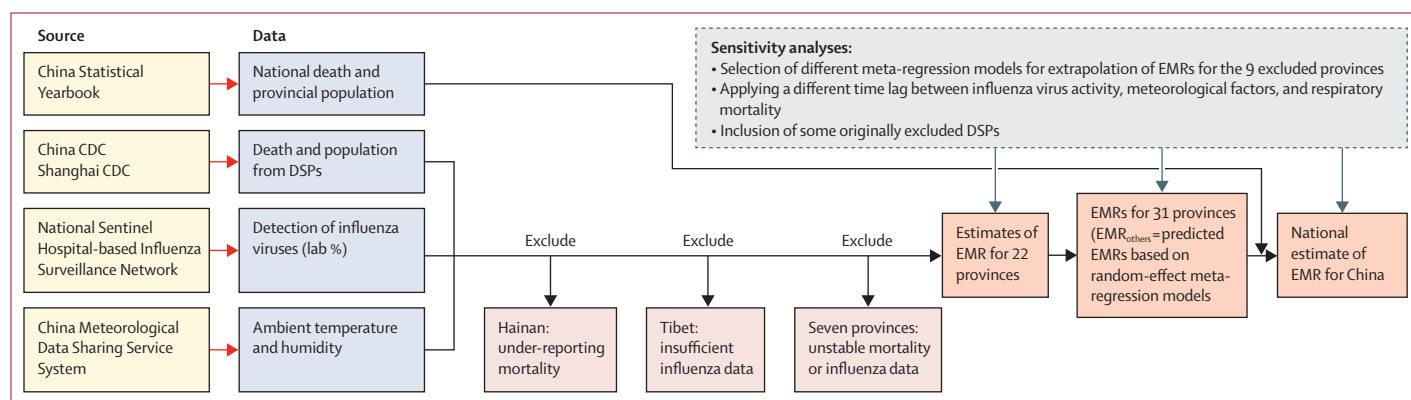 Source
Data
China Statistical
Yearbook
National death and
provincial population
China CDC
Shanghai CDC
Death and population
from DSPs
National Sentinel
Hospital-based Influenza
Surveillance Network
Detection of influenza
viruses (lab %)
China Meteorological
Data Sharing Service
System
Ambient temperature
and humidity
Sensitivity analyses:
• Selection of different meta-regression models for extrapolation of EMRs for the 9 excluded provinces
• Applying a different time lag between influenza virus activity, meteorological factors, and respiratory
mortality
• Inclusion of some originally excluded DSPs
Exclude
Exclude
Exclude
Hainan:
under-reporting
mortality
Tibet:
insufficient
influenza data
Seven provinces:
unstable mortality
or influenza data
Estimates of
EMR for 22
provinces
EMRs for 31 provinces
(EMRothers=predicted
EMRs based on
random-effect meta-
regression models
National
estimate of
EMR for China